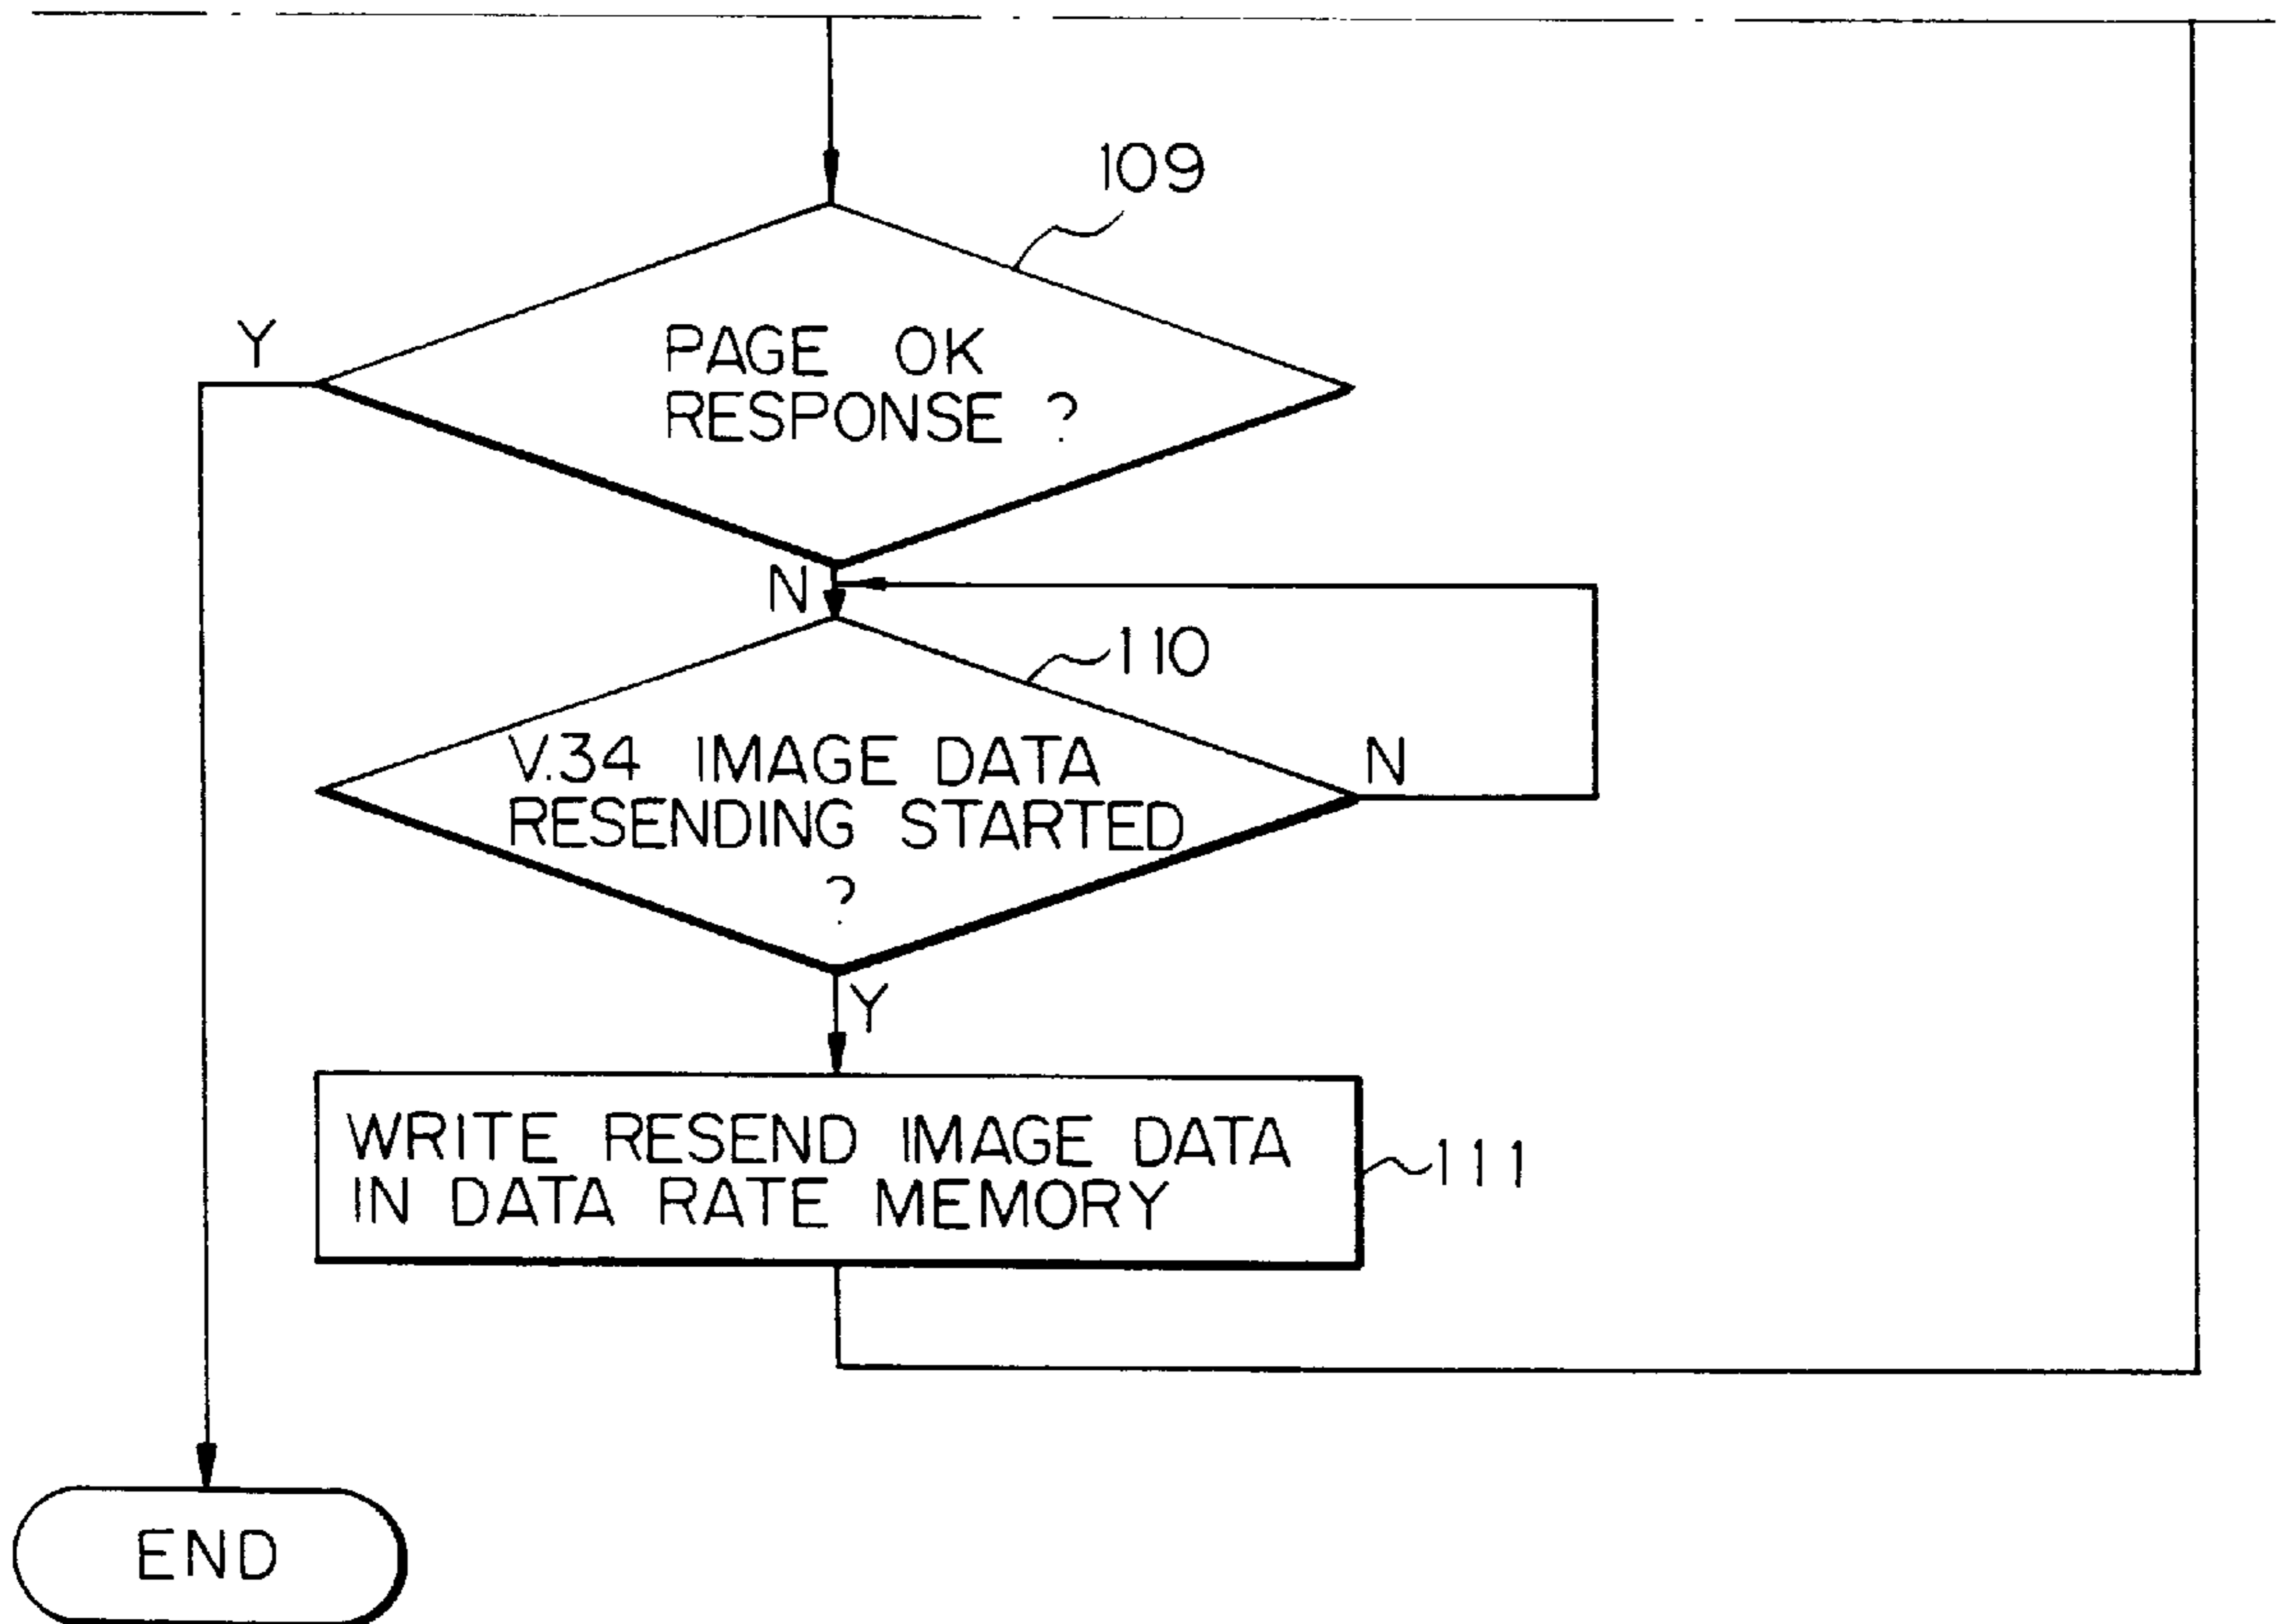 109
Y
PAGE OK
RESPONSE ?
N
110
V.34 IMAGE DATA
RESENDING STARTED
?
N
Y
WRITE RESEND IMAGE DATA
IN DATA RATE MEMORY
111
END